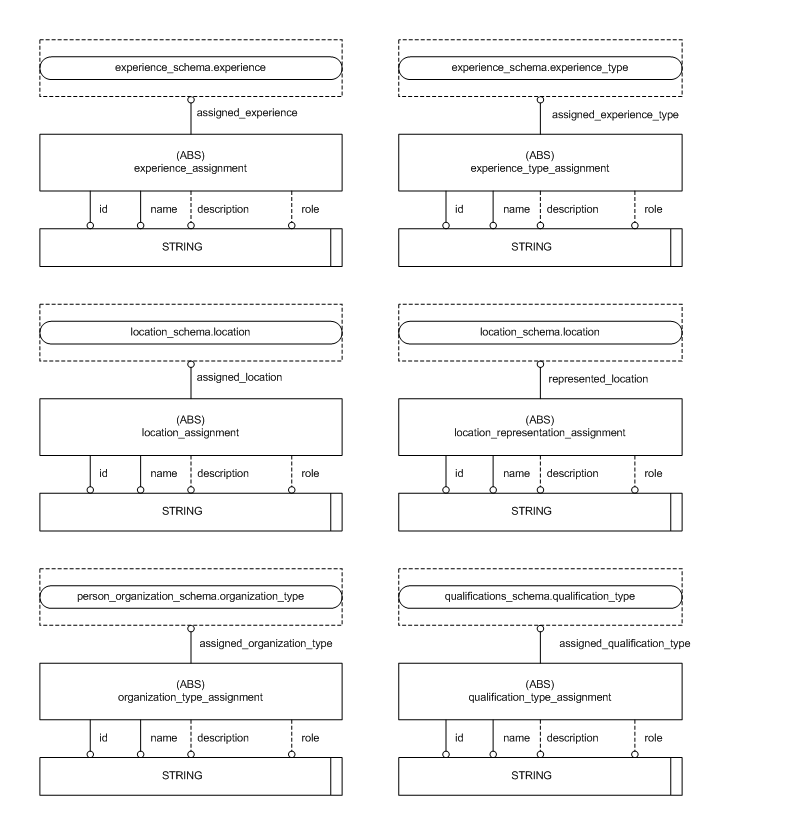 experience_schema.experience
assigned_experience
(ABS)
experience_assignment
id name description role
STRING
experience_schema.experience_type
assigned_experience_type
(ABS)
experience_type_assignment
id name description role
STRING
location_schema.location
assigned_location
(ABS)
location_assignment
id name description role
STRING
location_schema.location
represented_location
(ABS)
location_representation_assignment
id name description role
STRING
person_organization_schema.organization_type
assigned_organization_type
(ABS)
organization_type_assignment
id name description role
STRING
qualifications_schema.qualification_type
assigned_qualification_type
(ABS)
qualification_type_assignment
id name description role
STRING